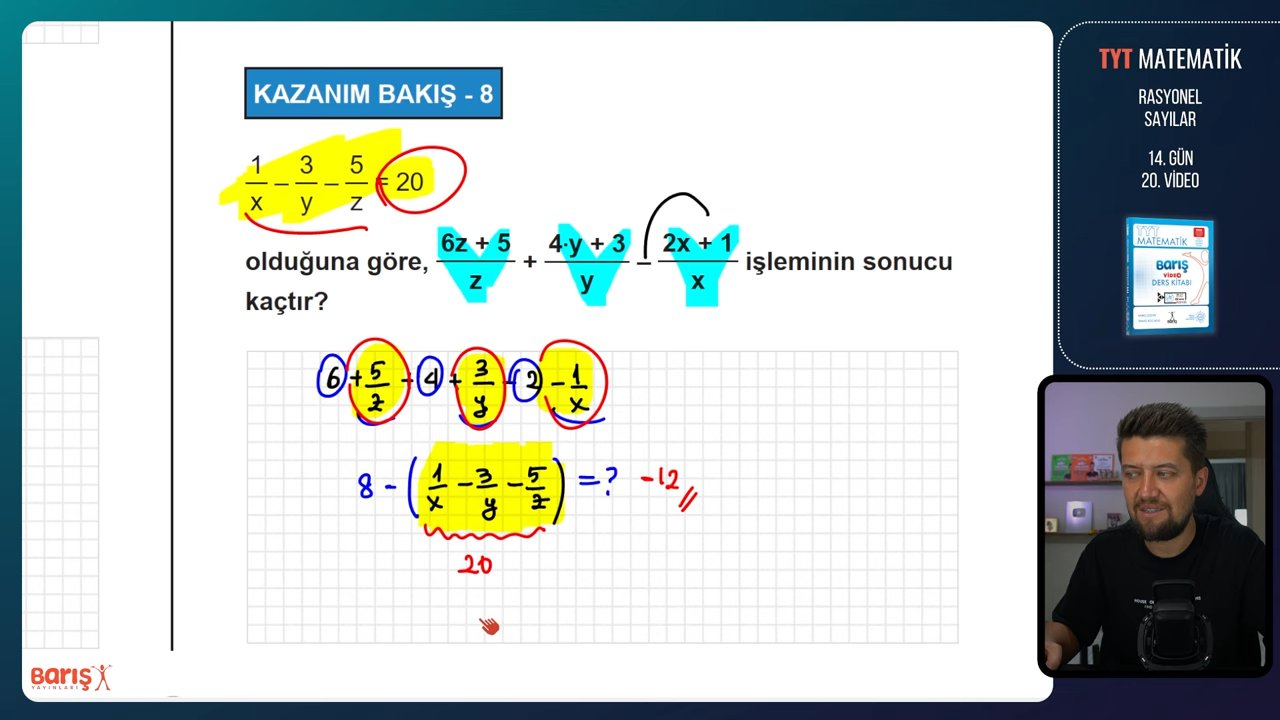 KAZANIM BAKIŞ - 8
1/x − 3/y − 5/z = 20
olduğuna göre, (6z + 5)/z + (4·y + 3)/y − (2x + 1)/x işleminin sonucu
kaçtır?
6 + 5/z + 4 + 3/y - 2 - 1/x
8 - (1/x - 3/y - 5/z) = ? -12
20
BARIŞ
YAYINLARI
TYT MATEMATİK
RASYONEL
SAYILAR
14. GÜN
20. VİDEO
TYT
MATEMATİK
BARIŞ
VİDEO
DERS KİTABI